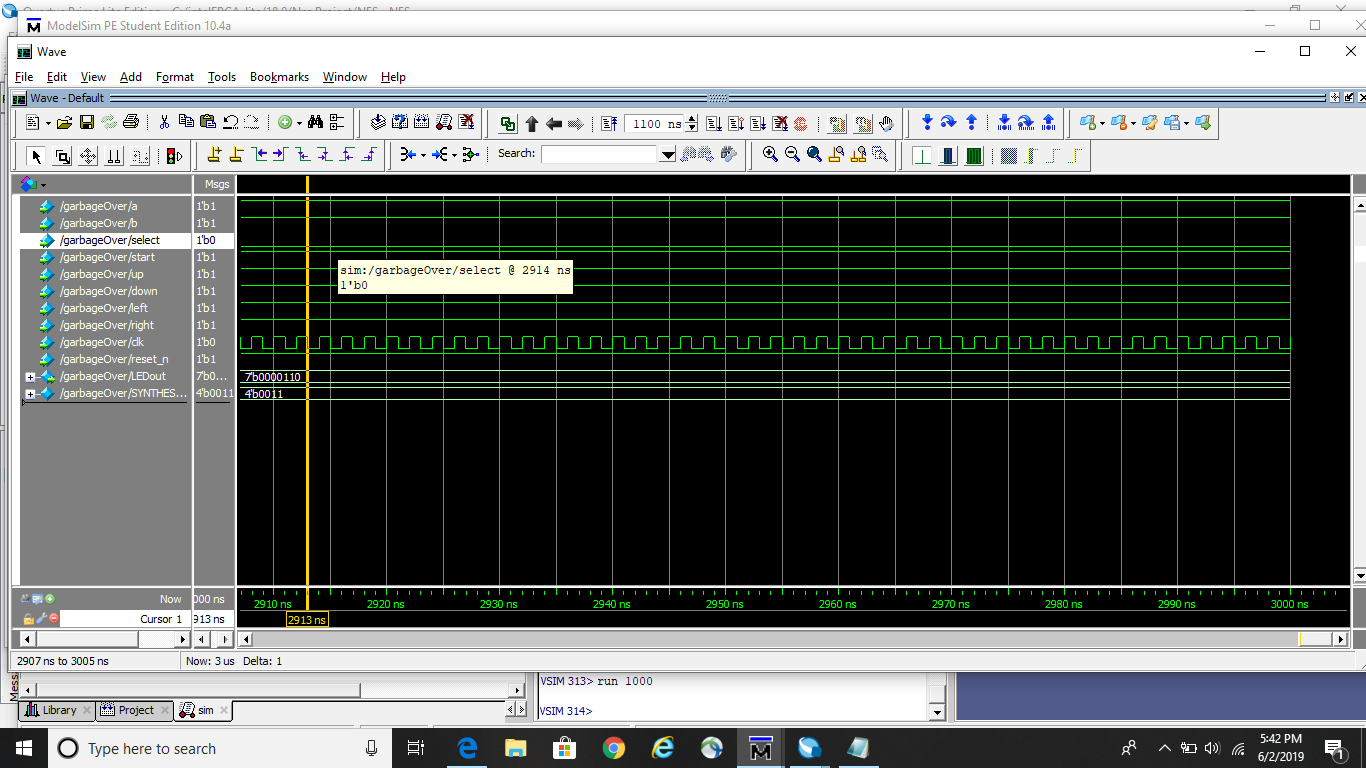 ModelSim PE Student Edition 10.4a
Wave
File Edit View Add Format Tools Bookmarks Window Help
Wave - Default
1100 ns
Search:
Msgs
/garbageOver/a 1'b1
/garbageOver/b 1'b1
/garbageOver/select 1'b0
/garbageOver/start 1'b1
/garbageOver/up 1'b1
/garbageOver/down 1'b1
/garbageOver/left 1'b1
/garbageOver/right 1'b1
/garbageOver/clk 1'b0
/garbageOver/reset_n 1'b1
/garbageOver/LEDout 7'b0... 7'b0000110
/garbageOver/SYNTHES... 4'b0011 4'b0011
sim:/garbageOver/select @ 2914 ns
1'b0
Now 000 ns 2910 ns 2920 ns 2930 ns 2940 ns 2950 ns 2960 ns 2970 ns 2980 ns 2990 ns 3000 ns
Cursor 1 913 ns 2913 ns
2907 ns to 3005 ns Now: 3 us Delta: 1
VSIM 313> run 1000
VSIM 314>
Library Project sim
Type here to search
5:42 PM
6/2/2019
1